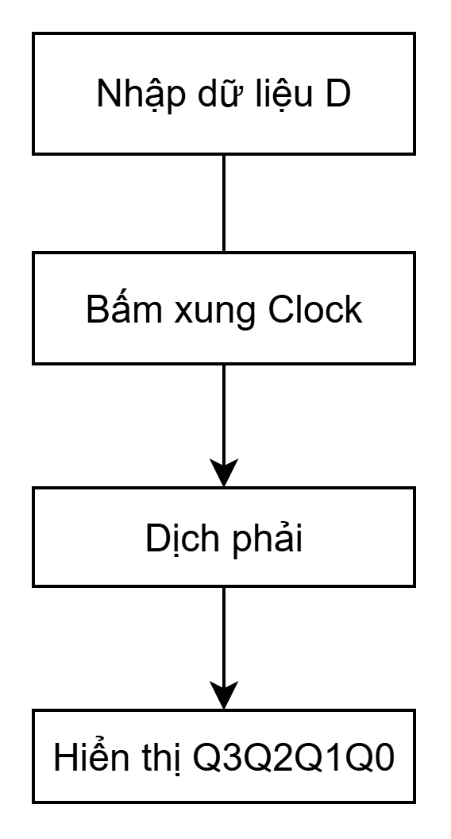 Nhập dữ liệu D
Bấm xung Clock
Dịch phải
Hiển thị Q3Q2Q1Q0